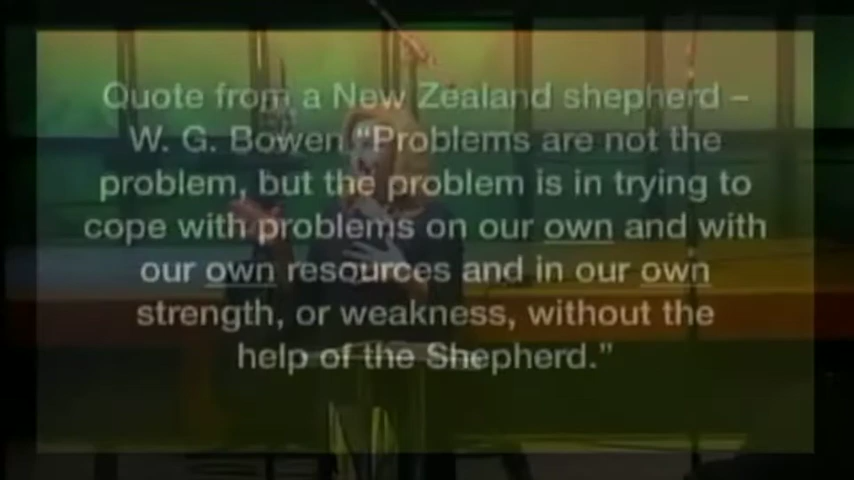 Quote from a New Zealand shepherd –
W. G. Bowen “Problems are not the
problem, but the problem is in trying to
cope with problems on our own and with
our own resources and in our own
strength, or weakness, without the
help of the Shepherd.”